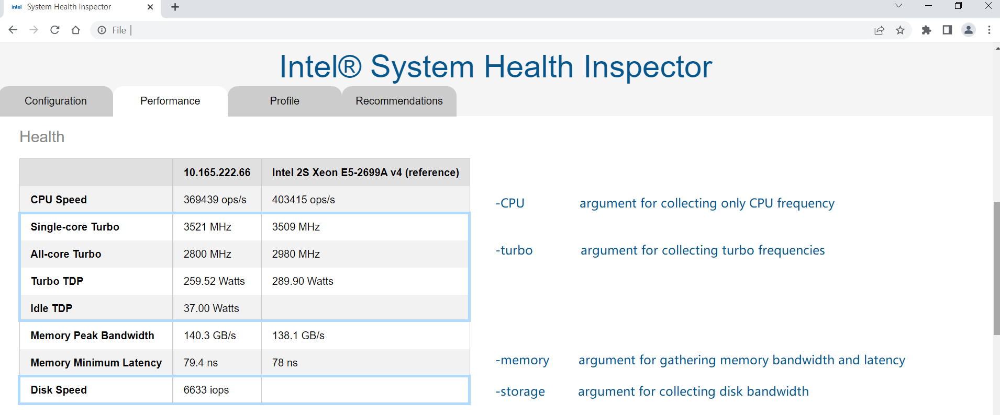 intel System Health Inspector
File
Intel® System Health Inspector
Configuration Performance Profile Recommendations
Health
10.165.222.66 Intel 2S Xeon E5-2699A v4 (reference)
CPU Speed 369439 ops/s 403415 ops/s
-CPU argument for collecting only CPU frequency
Single-core Turbo 3521 MHz 3509 MHz
All-core Turbo 2800 MHz 2980 MHz
-turbo argument for collecting turbo frequencies
Turbo TDP 259.52 Watts 289.90 Watts
Idle TDP 37.00 Watts
Memory Peak Bandwidth 140.3 GB/s 138.1 GB/s
Memory Minimum Latency 79.4 ns 78 ns
-memory argument for gathering memory bandwidth and latency
Disk Speed 6633 iops
-storage argument for collecting disk bandwidth